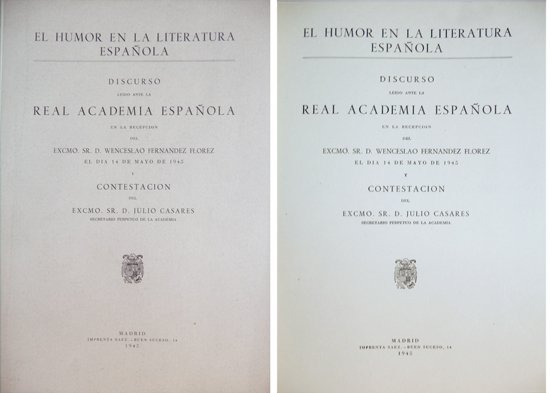 EL HUMOR EN LA LITERATURA
ESPAÑOLA
DISCURSO
LEIDO ANTE LA
REAL ACADEMIA ESPAÑOLA
EN LA RECEPCION
DEL
EXCMO. SR. D. WENCESLAO FERNANDEZ FLOREZ
EL DIA 14 DE MAYO DE 1945
Y
CONTESTACION
DEL
EXCMO. SR. D. JULIO CASARES
SECRETARIO PERPETUO DE LA ACADEMIA
MADRID
IMPRENTA SAEZ.-BUEN SUCESO, 14
1945
EL HUMOR EN LA LITERATURA
ESPAÑOLA
DISCURSO
LEIDO ANTE LA
REAL ACADEMIA ESPAÑOLA
EN LA RECEPCION
DEL
EXCMO. SR. D. WENCESLAO FERNANDEZ FLOREZ
EL DIA 14 DE MAYO DE 1945
Y
CONTESTACION
DEL
EXCMO. SR. D. JULIO CASARES
SECRETARIO PERPETUO DE LA ACADEMIA
MADRID
IMPRENTA SAEZ.-BUEN SUCESO, 14
1945